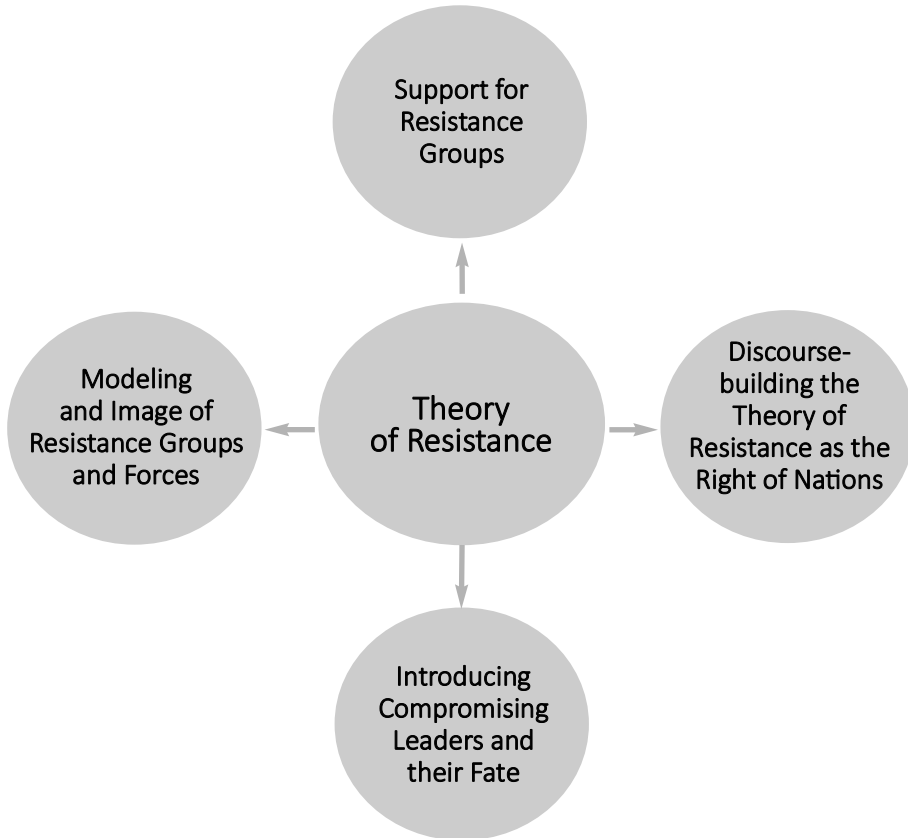 Support for
Resistance
Groups
Modeling
and Image of
Resistance Groups
and Forces
Theory
of Resistance
Discourse-
building the
Theory of
Resistance as the
Right of Nations
Introducing
Compromising
Leaders and
their Fate